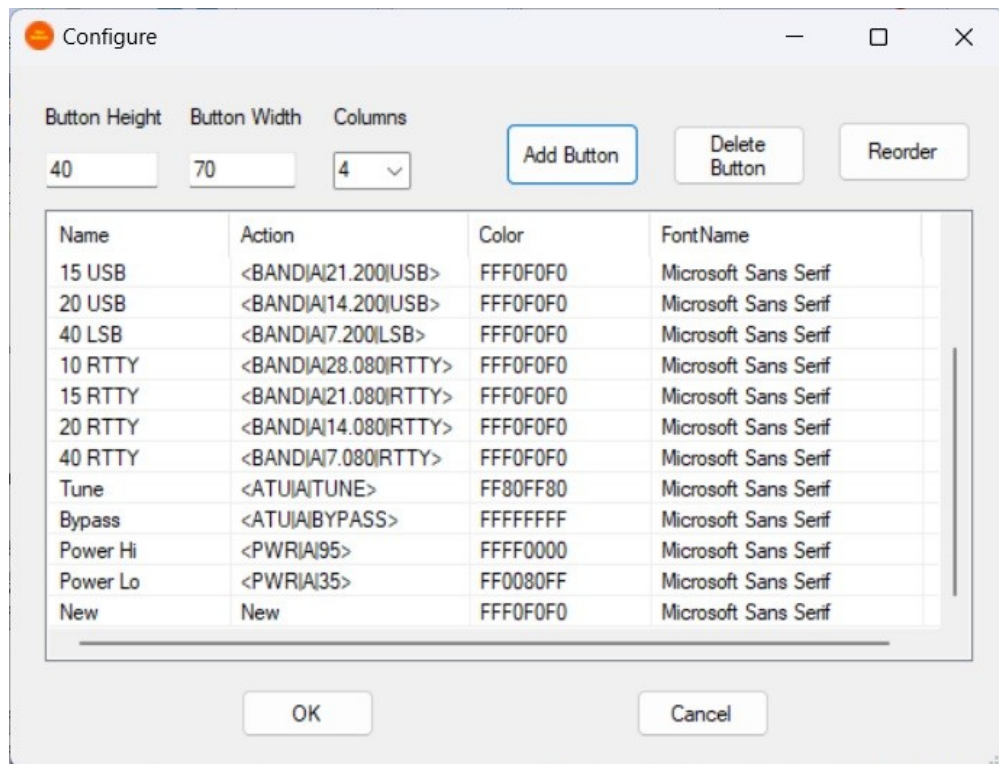 Configure
Button Height Button Width Columns
40 70 4 Add Button Delete Button Reorder
Name Action Color FontName
15 USB <BAND|A|21.200|USB> FFF0F0F0 Microsoft Sans Serif
20 USB <BAND|A|14.200|USB> FFF0F0F0 Microsoft Sans Serif
40 LSB <BAND|A|7.200|LSB> FFF0F0F0 Microsoft Sans Serif
10 RTTY <BAND|A|28.080|RTTY> FFF0F0F0 Microsoft Sans Serif
15 RTTY <BAND|A|21.080|RTTY> FFF0F0F0 Microsoft Sans Serif
20 RTTY <BAND|A|14.080|RTTY> FFF0F0F0 Microsoft Sans Serif
40 RTTY <BAND|A|7.080|RTTY> FFF0F0F0 Microsoft Sans Serif
Tune <ATU|A|TUNE> FF80FF80 Microsoft Sans Serif
Bypass <ATU|A|BYPASS> FFFFFFFF Microsoft Sans Serif
Power Hi <PWR|A|95> FFFF0000 Microsoft Sans Serif
Power Lo <PWR|A|35> FF0080FF Microsoft Sans Serif
New New FFF0F0F0 Microsoft Sans Serif
OK Cancel